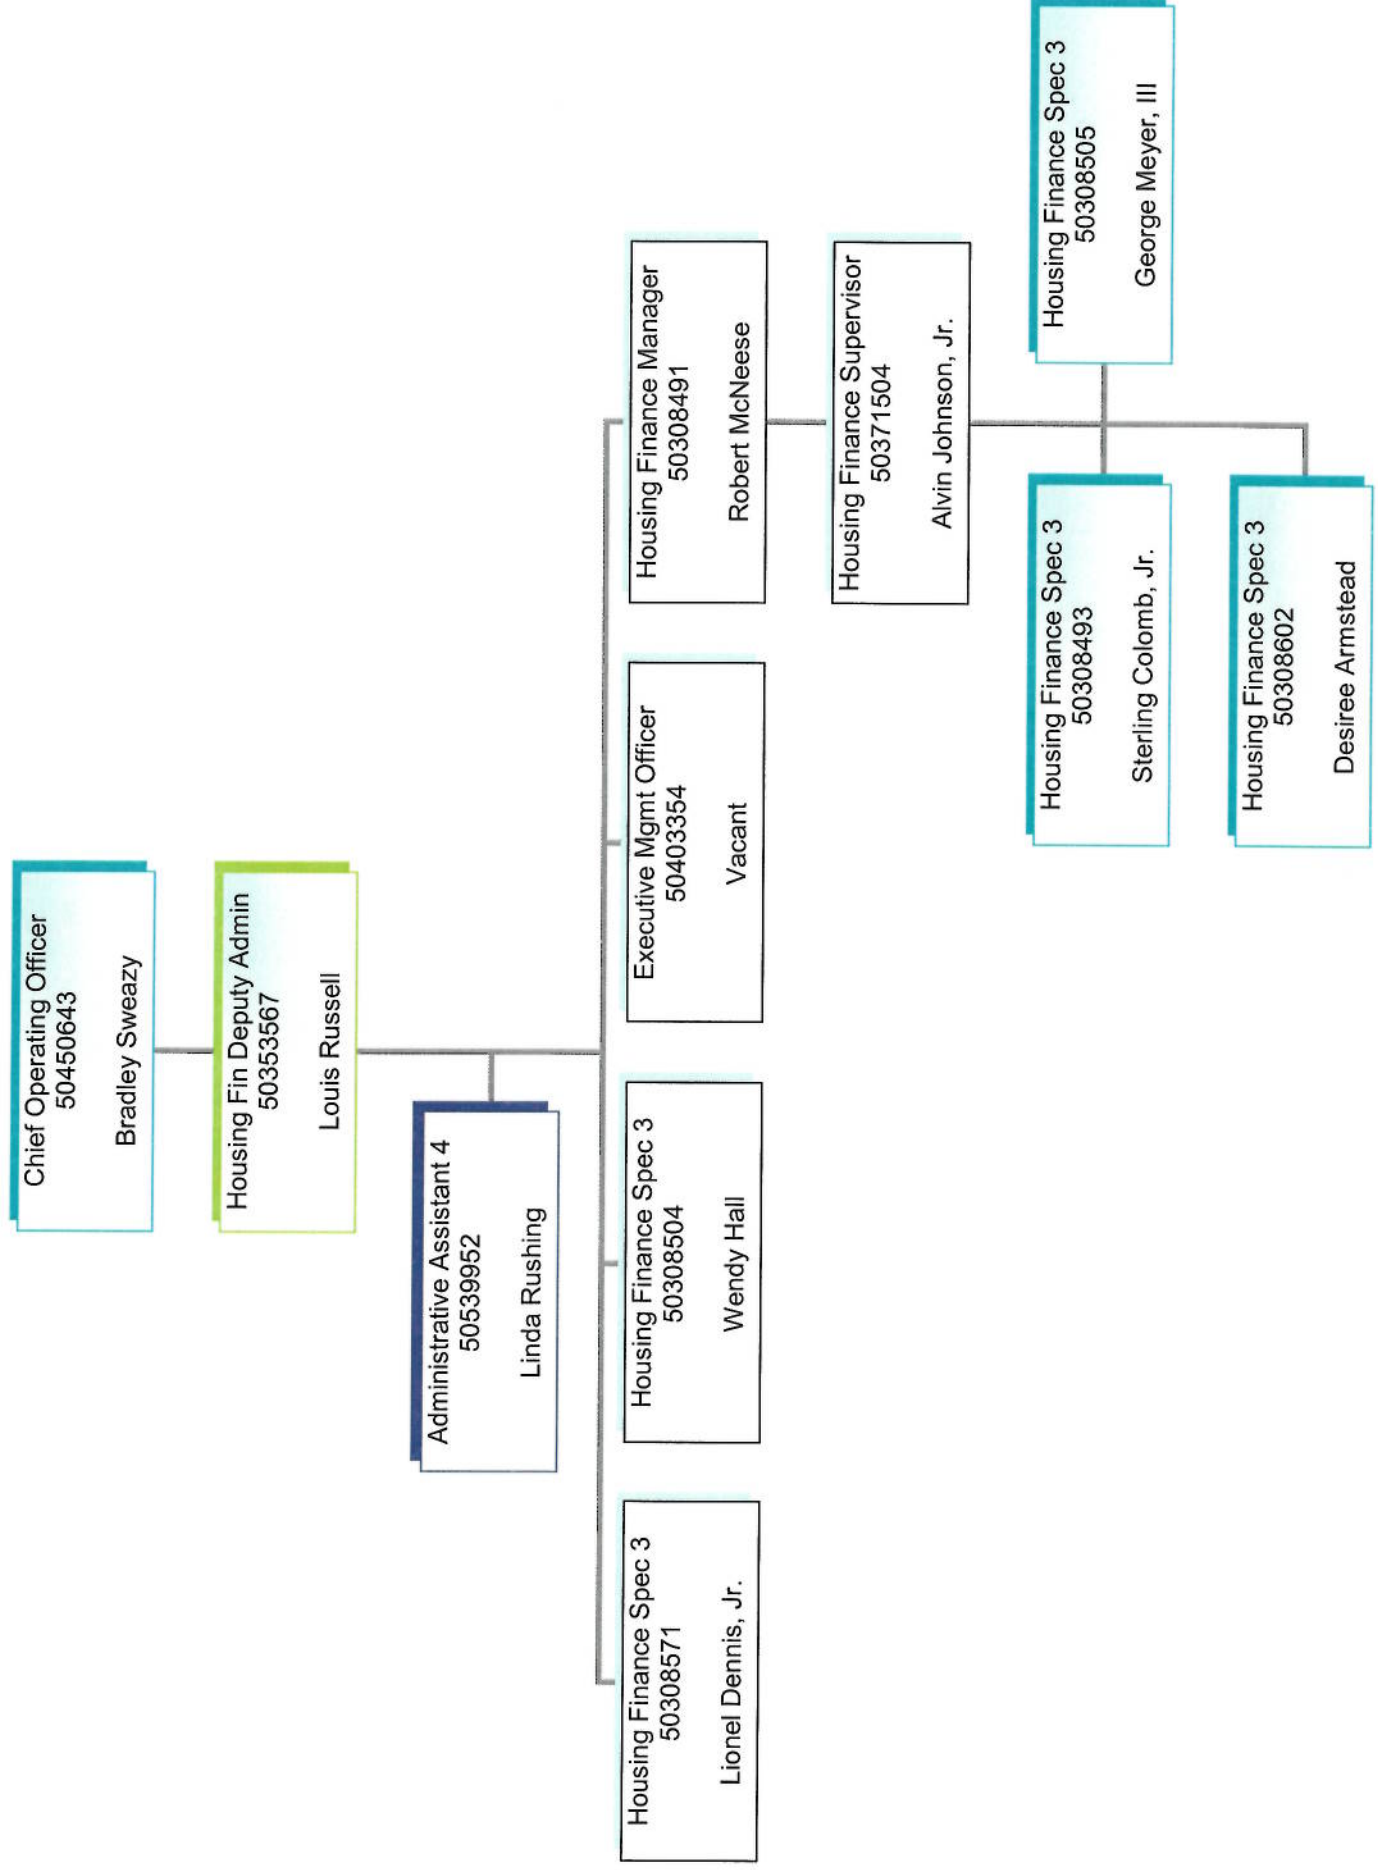 Chief Operating Officer
50450643
Bradley Sweazy
Housing Fin Deputy Admin
50353567
Louis Russell
Administrative Assistant 4
50539952
Linda Rushing
Housing Finance Spec 3
50308571
Lionel Dennis, Jr.
Housing Finance Spec 3
50308504
Wendy Hall
Executive Mgmt Officer
50403354
Vacant
Housing Finance Manager
50308491
Robert McNeese
Housing Finance Supervisor
50371504
Alvin Johnson, Jr.
Housing Finance Spec 3
50308493
Sterling Colomb, Jr.
Housing Finance Spec 3
50308505
George Meyer, III
Housing Finance Spec 3
50308602
Desiree Armstead